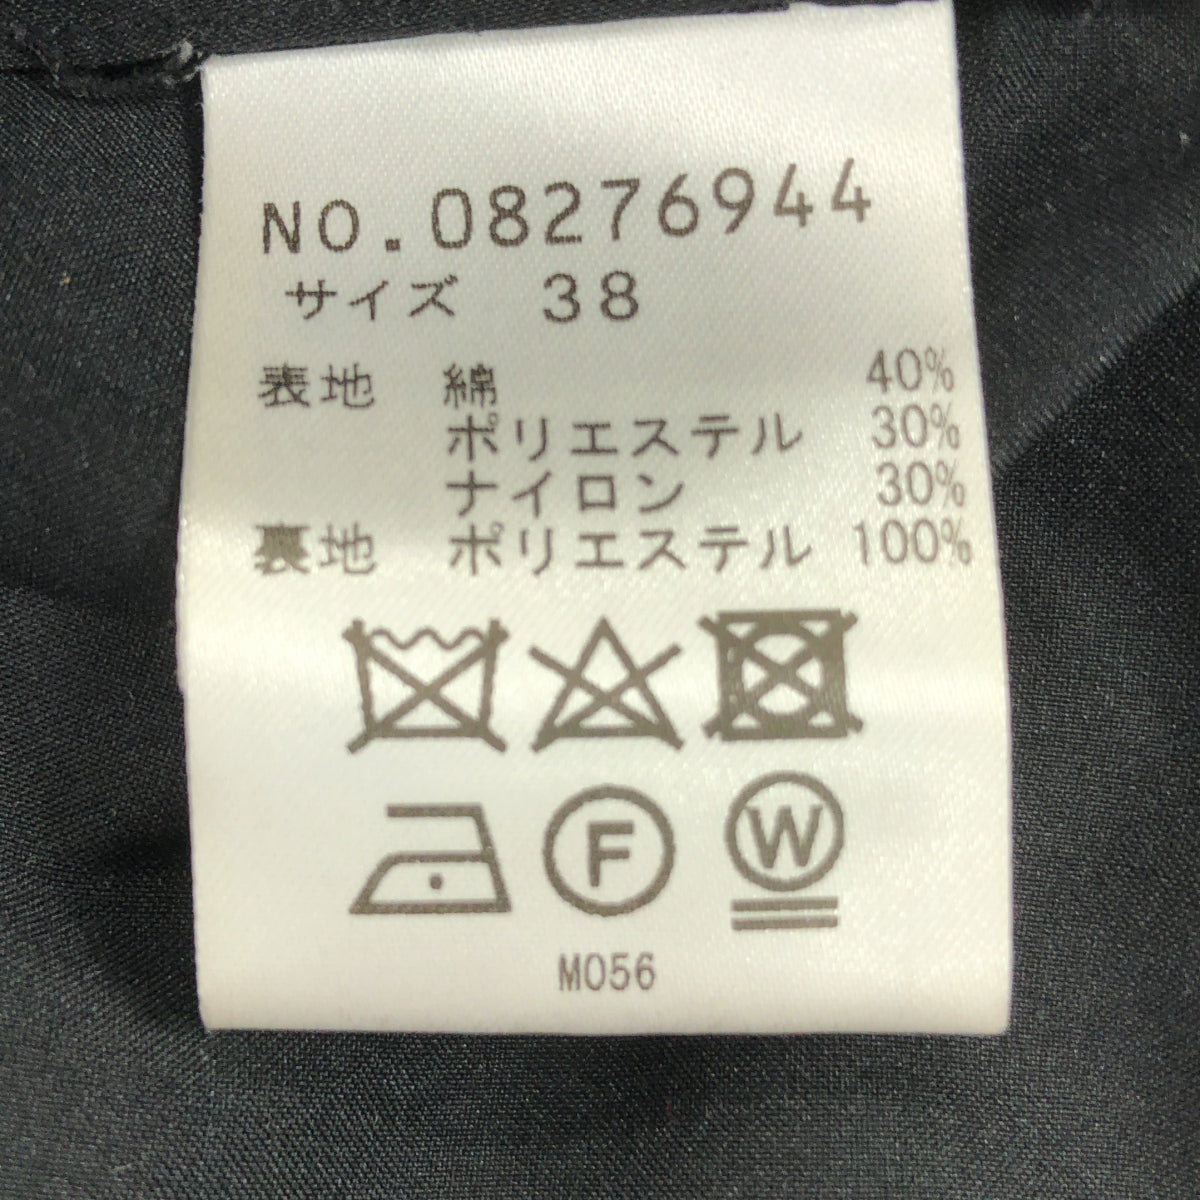 NO.08276944
サイズ 38
表地 綿 40%
ポリエステル 30%
ナイロン 30%
裏地 ポリエステル 100%
F W
M056